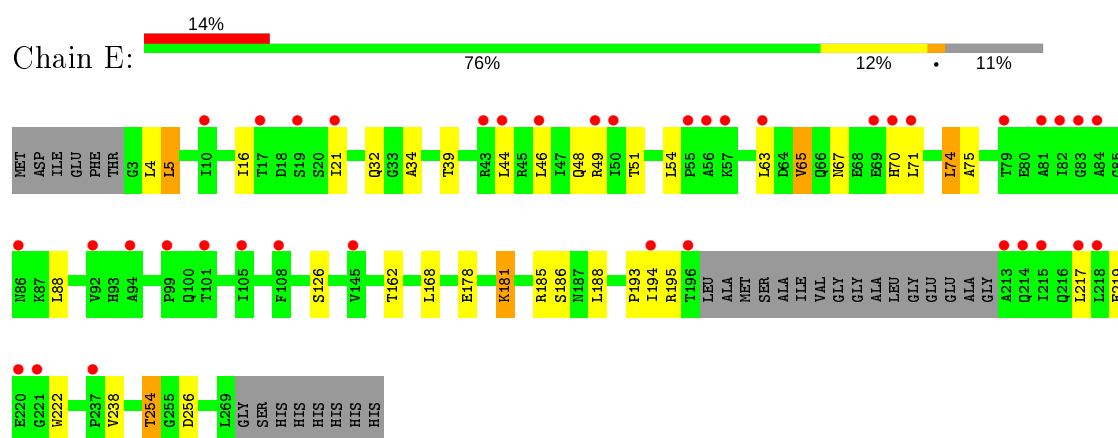 14%
Chain E:
76% 12% • 11%
MET ASP ILE GLU PHE THR G3 L4 L5 I10 I16 T17 D18 S19 S20 I21 Q32 G33 A34 T39 R43 L44 R45 L46 I47 Q48 R49 I50 T51 L54 P55 A56 K57 L63 D64 V65 Q66 N67 E68 E69 H70 L71 L74 A75 T79 E80 A81 I82 G83 A84
N86 K87 L88 V92 H93 A94 P99 Q100 T101 I105 F108 S126 V145 T162 L168 E178 K181 R185 S186 N187 L188 P193 I194 R195 T196 LEU ALA MET SER ALA ALA ILE VAL GLY GLY ALA LEU GLY GLU GLU ALA GLY A213 Q214 I215 Q216 L217 L218
E220 G221 W222 P237 V238 T254 G255 D256 L269 GLY SER HIS HIS HIS HIS HIS HIS